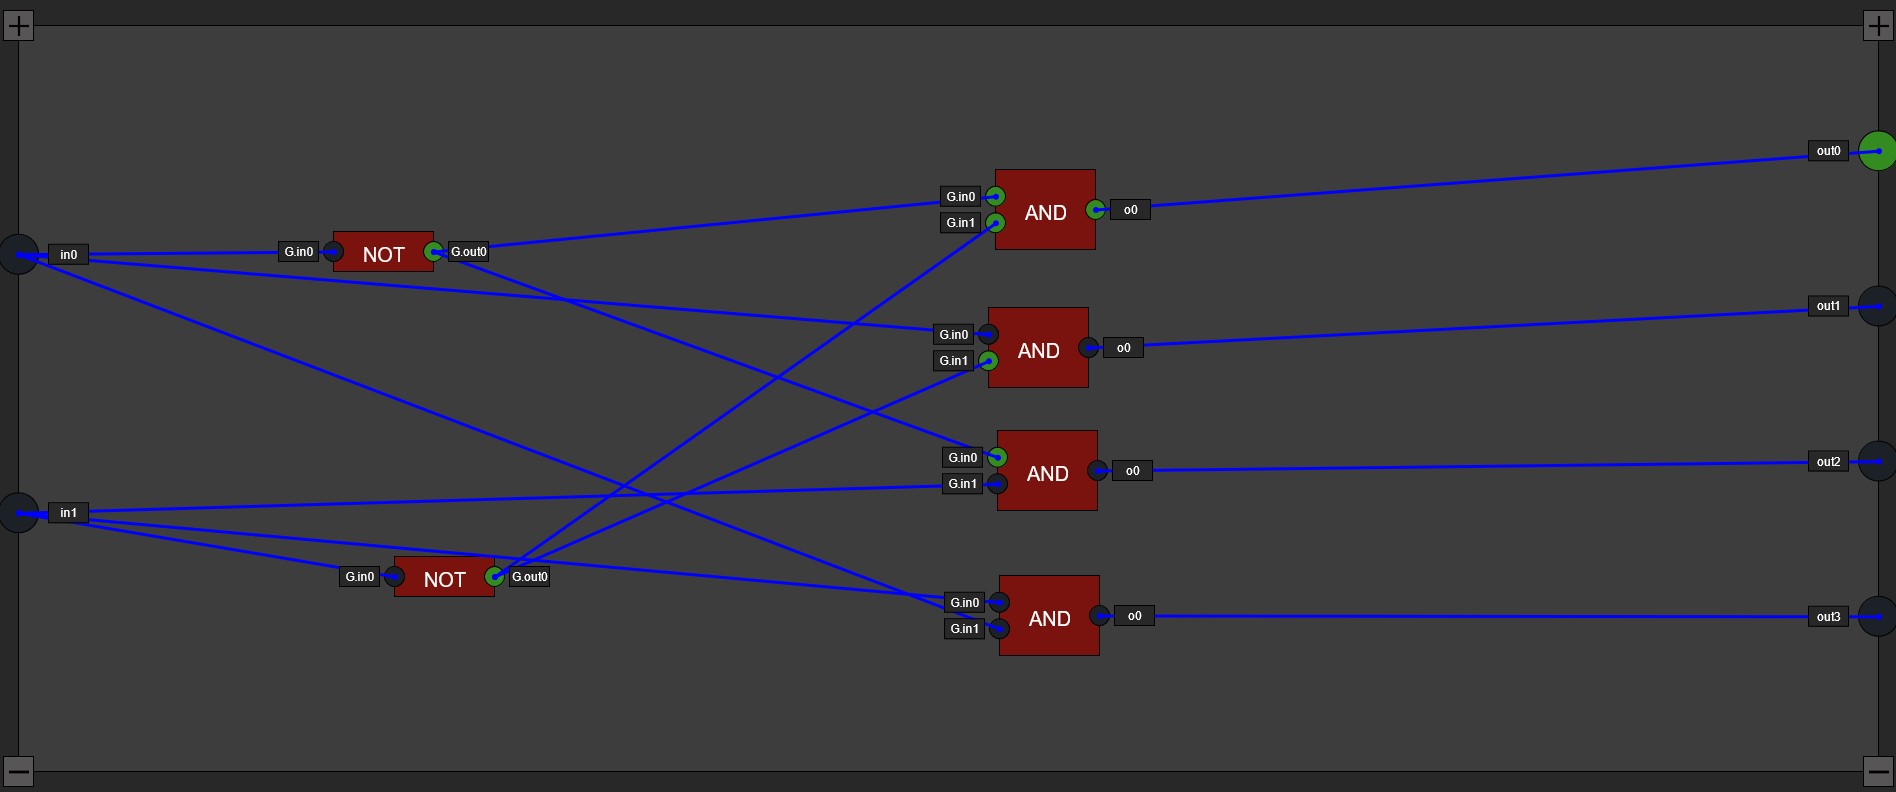 G.in0
AND
o0
G.in1
out0
in0
G.in0
NOT
G.out0
G.in0
AND
o0
G.in1
out1
G.in0
AND
o0
G.in1
out2
in1
G.in0
NOT
G.out0
G.in0
AND
o0
G.in1
out3